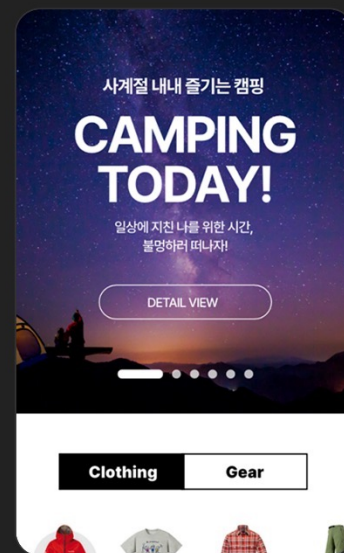 사계절 내내 즐기는 캠핑
CAMPING
TODAY!
일상에 지친 나를 위한 시간,
불멍하러 떠나자!
DETAIL VIEW
Clothing
Gear